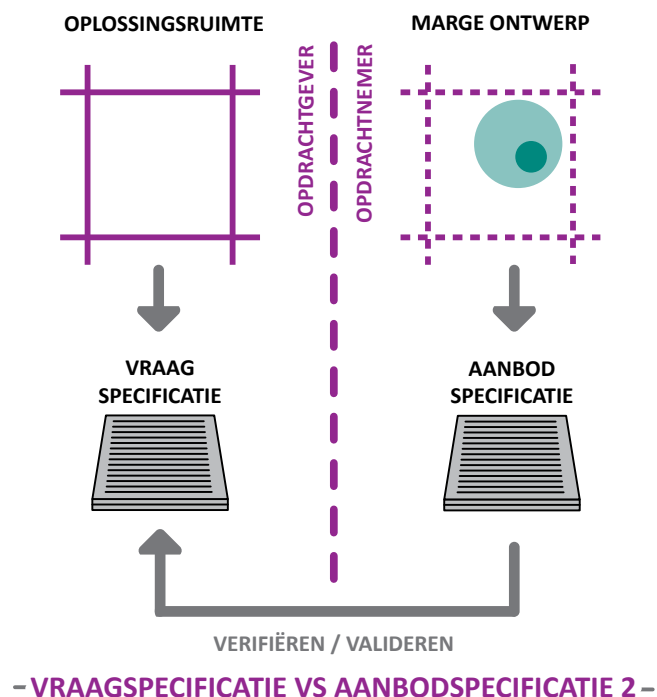 OPLOSSINGSRUIMTE
MARGE ONTWERP
OPDRACHTGEVER
OPDRACHTNEMER
VRAAG
SPECIFICATIE
AANBOD
SPECIFICATIE
VERIFIËREN / VALIDEREN
– VRAAGSPECIFICATIE VS AANBODSPECIFICATIE 2 –